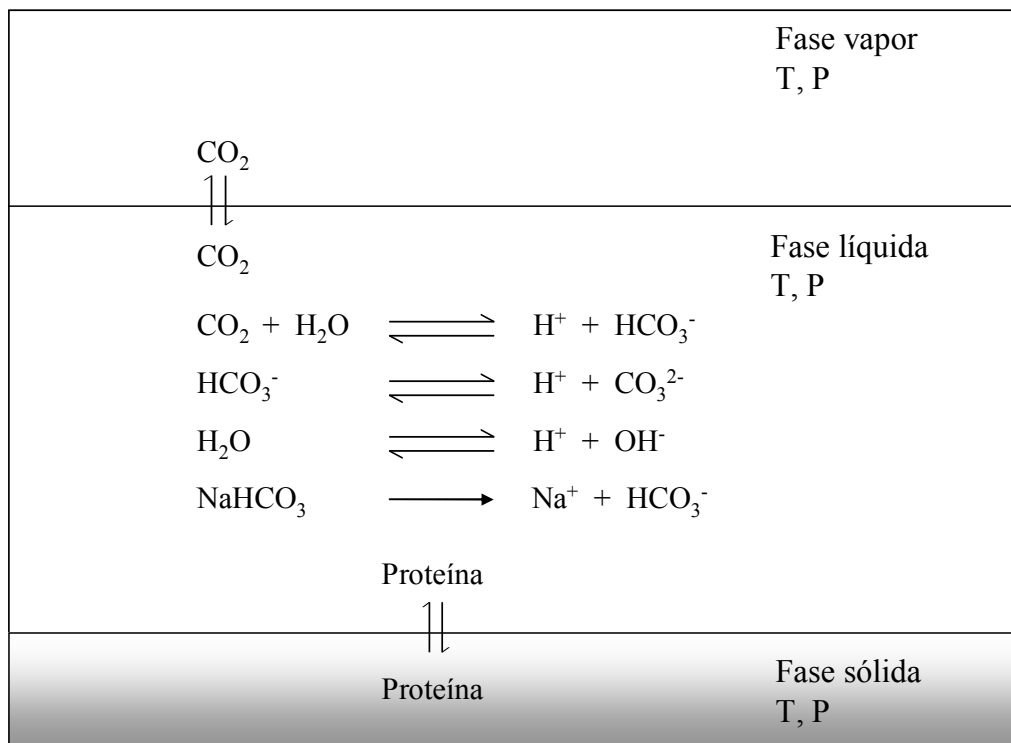 Fase vapor
T, P
CO₂
CO₂
Fase líquida
T, P
CO₂ + H₂O ⇌ H⁺ + HCO₃⁻
HCO₃⁻ ⇌ H⁺ + CO₃²⁻
H₂O ⇌ H⁺ + OH⁻
NaHCO₃ → Na⁺ + HCO₃⁻
Proteína
Proteína
Fase sólida
T, P